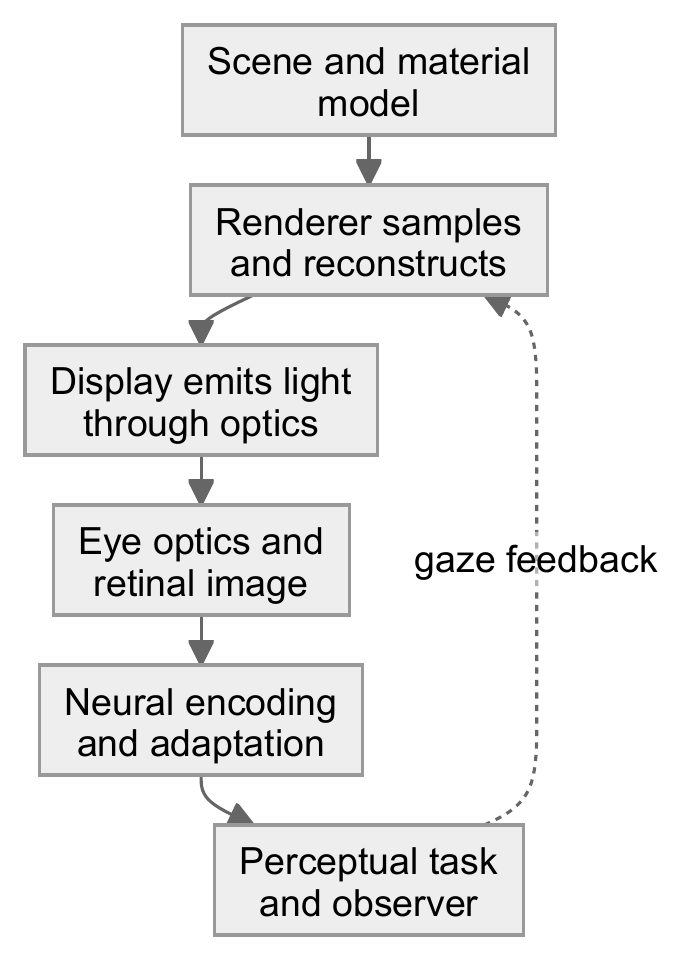 Scene and material
model
Renderer samples
and reconstructs
Display emits light
through optics
Eye optics and
retinal image
gaze feedback
Neural encoding
and adaptation
Perceptual task
and observer